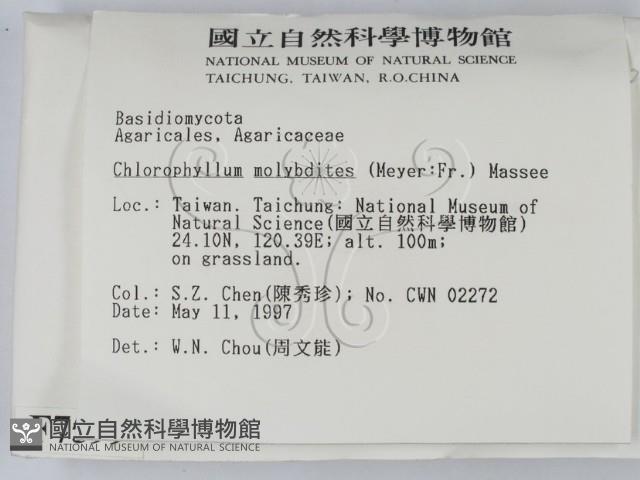 國立自然科學博物館
NATIONAL MUSEUM OF NATURAL SCIENCE
TAICHUNG, TAIWAN, R.O.CHINA
Basidiomycota
Agaricales, Agaricaceae
Chlorophyllum molybdites (Meyer:Fr.) Massee
Loc.: Taiwan. Taichung: National Museum of
Natural Science(國立自然科學博物館)
24.10N, 120.39E; alt. 100m;
on grassland.
Col.: S.Z. Chen(陳秀珍); No. CWN 02272
Date: May 11, 1997
Det.: W.N. Chou(周文能)
國立自然科學博物館
NATIONAL MUSEUM OF NATURAL SCIENCE